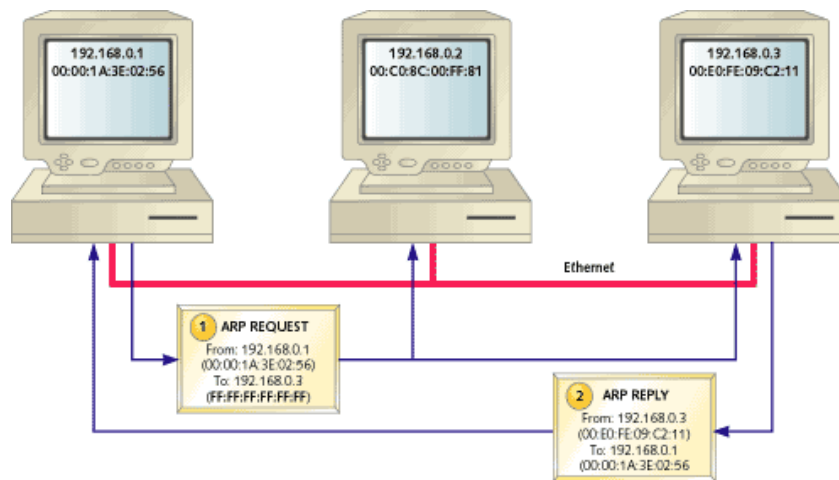 192.168.0.1
00:00:1A:3E:02:56
192.168.0.2
00:C0:8C:00:FF:81
192.168.0.3
00:E0:FE:09:C2:11
Ethernet
1 ARP REQUEST
From: 192.168.0.1
(00:00:1A:3E:02:56)
To: 192.168.0.3
(FF:FF:FF:FF:FF:FF)
2 ARP REPLY
From: 192.168.0.3
(00:E0:FE:09:C2:11)
To: 192.168.0.1
(00:00:1A:3E:02:56